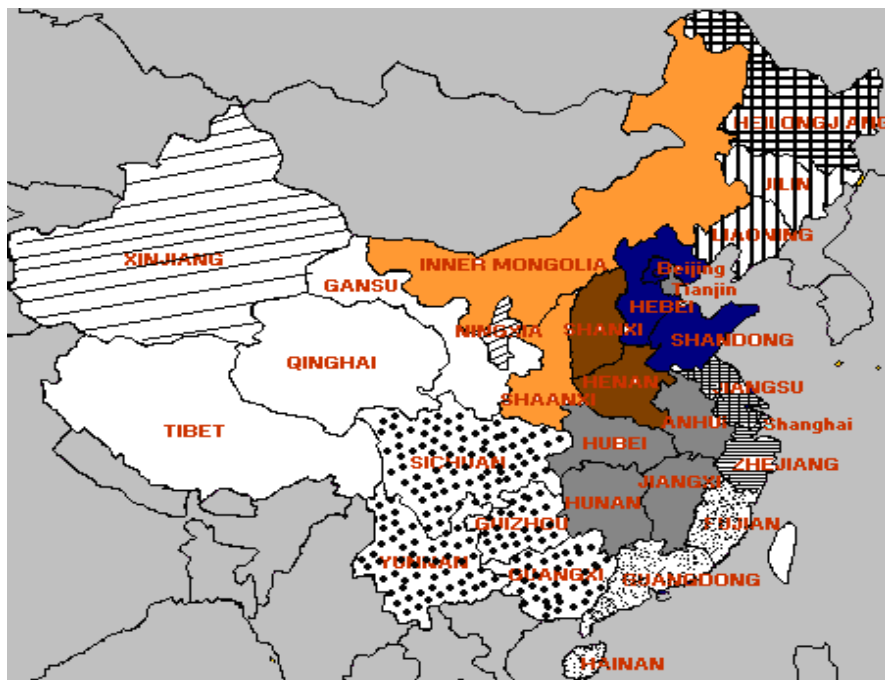 HEILONGJIANG
JILIN
LIAONING
XINJIANG
INNER MONGOLIA
Beijing
GANSU
Tianjin
HEBEI
NINGXIA
SHANXI
SHANDONG
QINGHAI
HENAN
JIANGSU
SHAANXI
ANHUI
Shanghai
TIBET
HUBEI
SICHUAN
ZHEJIANG
JIANGXI
HUNAN
GUIZHOU
FUJIAN
YUNNAN
GUANGXI
GUANGDONG
HAINAN